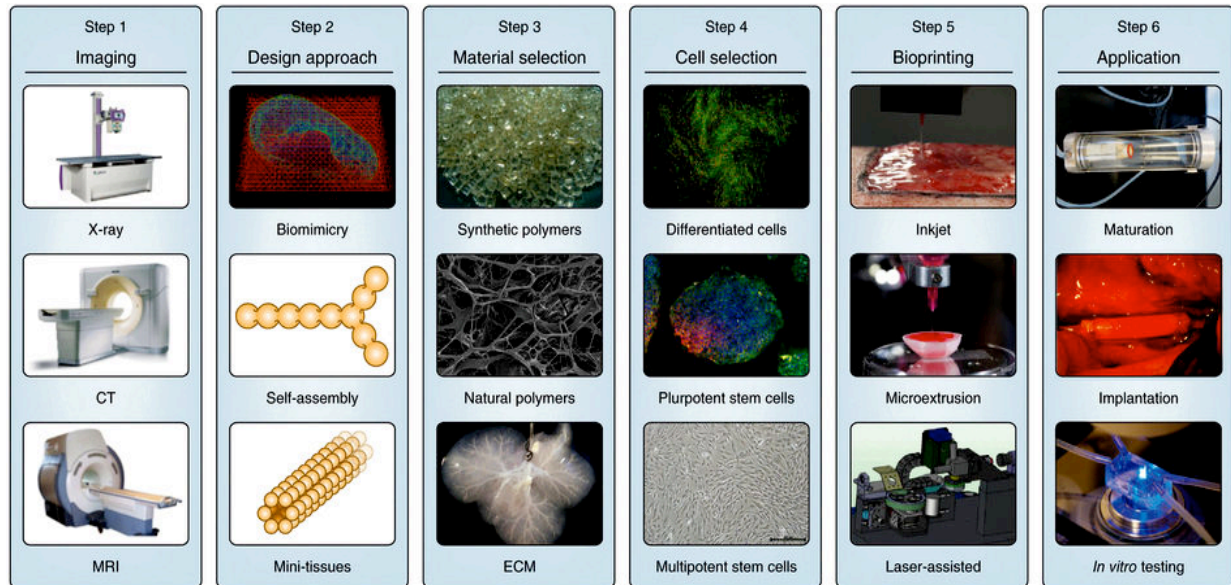 Step 1
Imaging
X-ray
CT
MRI
Step 2
Design approach
Biomimicry
Self-assembly
Mini-tissues
Step 3
Material selection
Synthetic polymers
Natural polymers
ECM
Step 4
Cell selection
Differentiated cells
Plurpotent stem cells
Multipotent stem cells
Step 5
Bioprinting
Inkjet
Microextrusion
Laser-assisted
Step 6
Application
Maturation
Implantation
In vitro testing